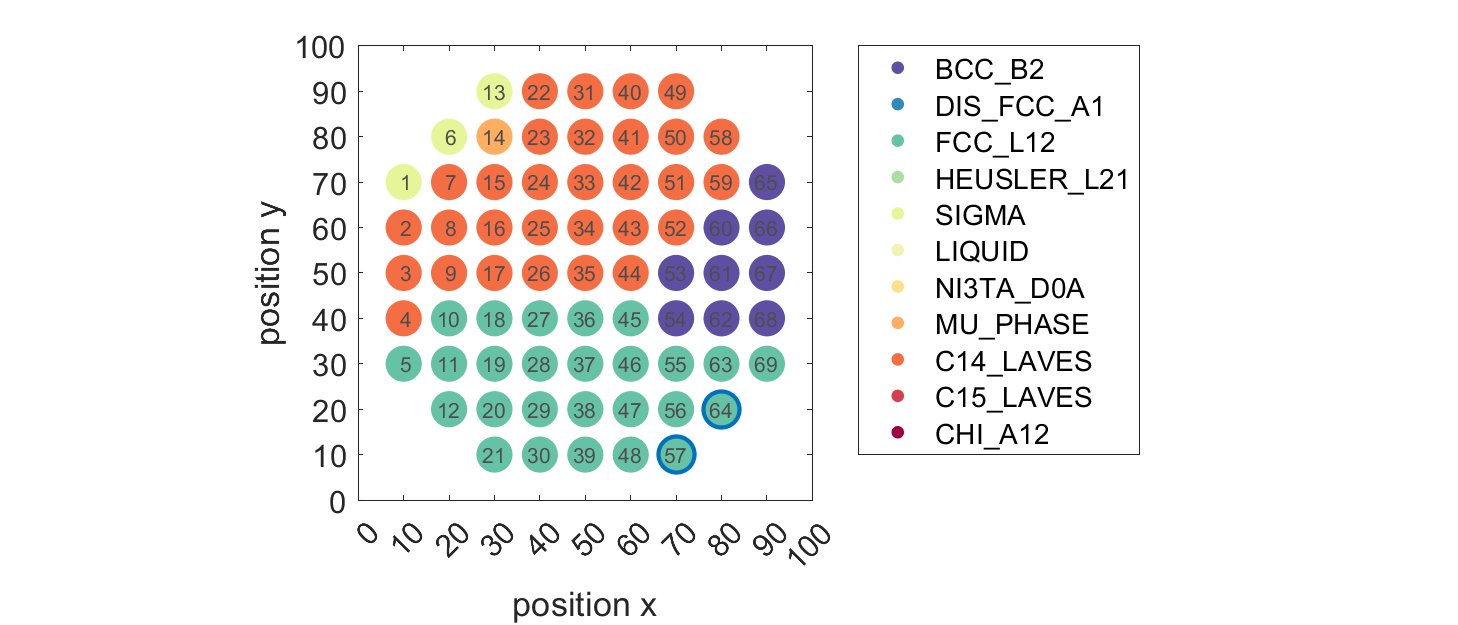 100
90
80
70
60
50
40
30
20
10
0
position y
13 22 31 40 49
6 14 23 32 41 50 58
1 7 15 24 33 42 51 59 65
2 8 16 25 34 43 52 60 66
3 9 17 26 35 44 53 61 67
4 10 18 27 36 45 54 62 68
5 11 19 28 37 46 55 63 69
12 20 29 38 47 56 64
21 30 39 48 57
0 10 20 30 40 50 60 70 80 90 100
position x
BCC_B2
DIS_FCC_A1
FCC_L12
HEUSLER_L21
SIGMA
LIQUID
NI3TA_D0A
MU_PHASE
C14_LAVES
C15_LAVES
CHI_A12